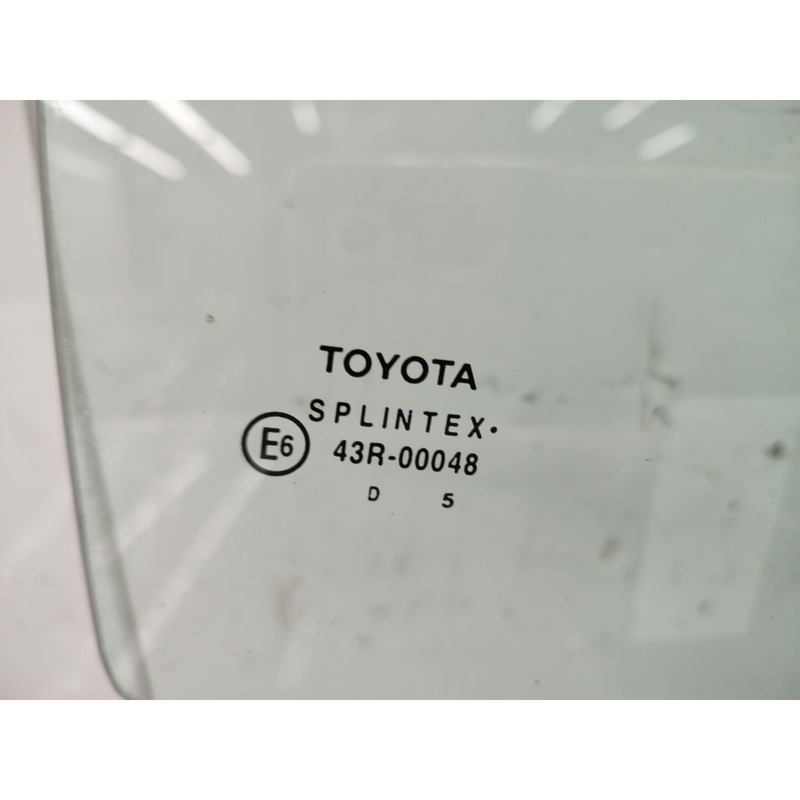 TOYOTA
SPLINTEX•
E6 43R-00048
D 5